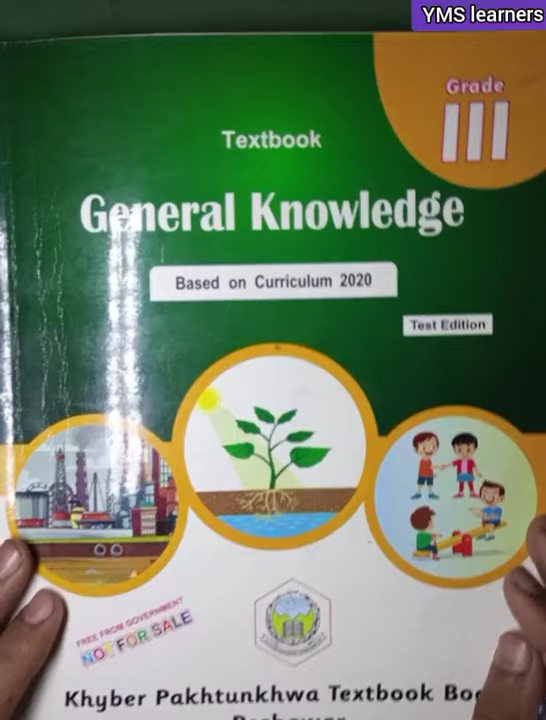 YMS learners
Grade
III
Textbook
General Knowledge
Based on Curriculum 2020
Test Edition
FREE FROM GOVERNMENT
NOT FOR SALE
Khyber Pakhtunkhwa Textbook